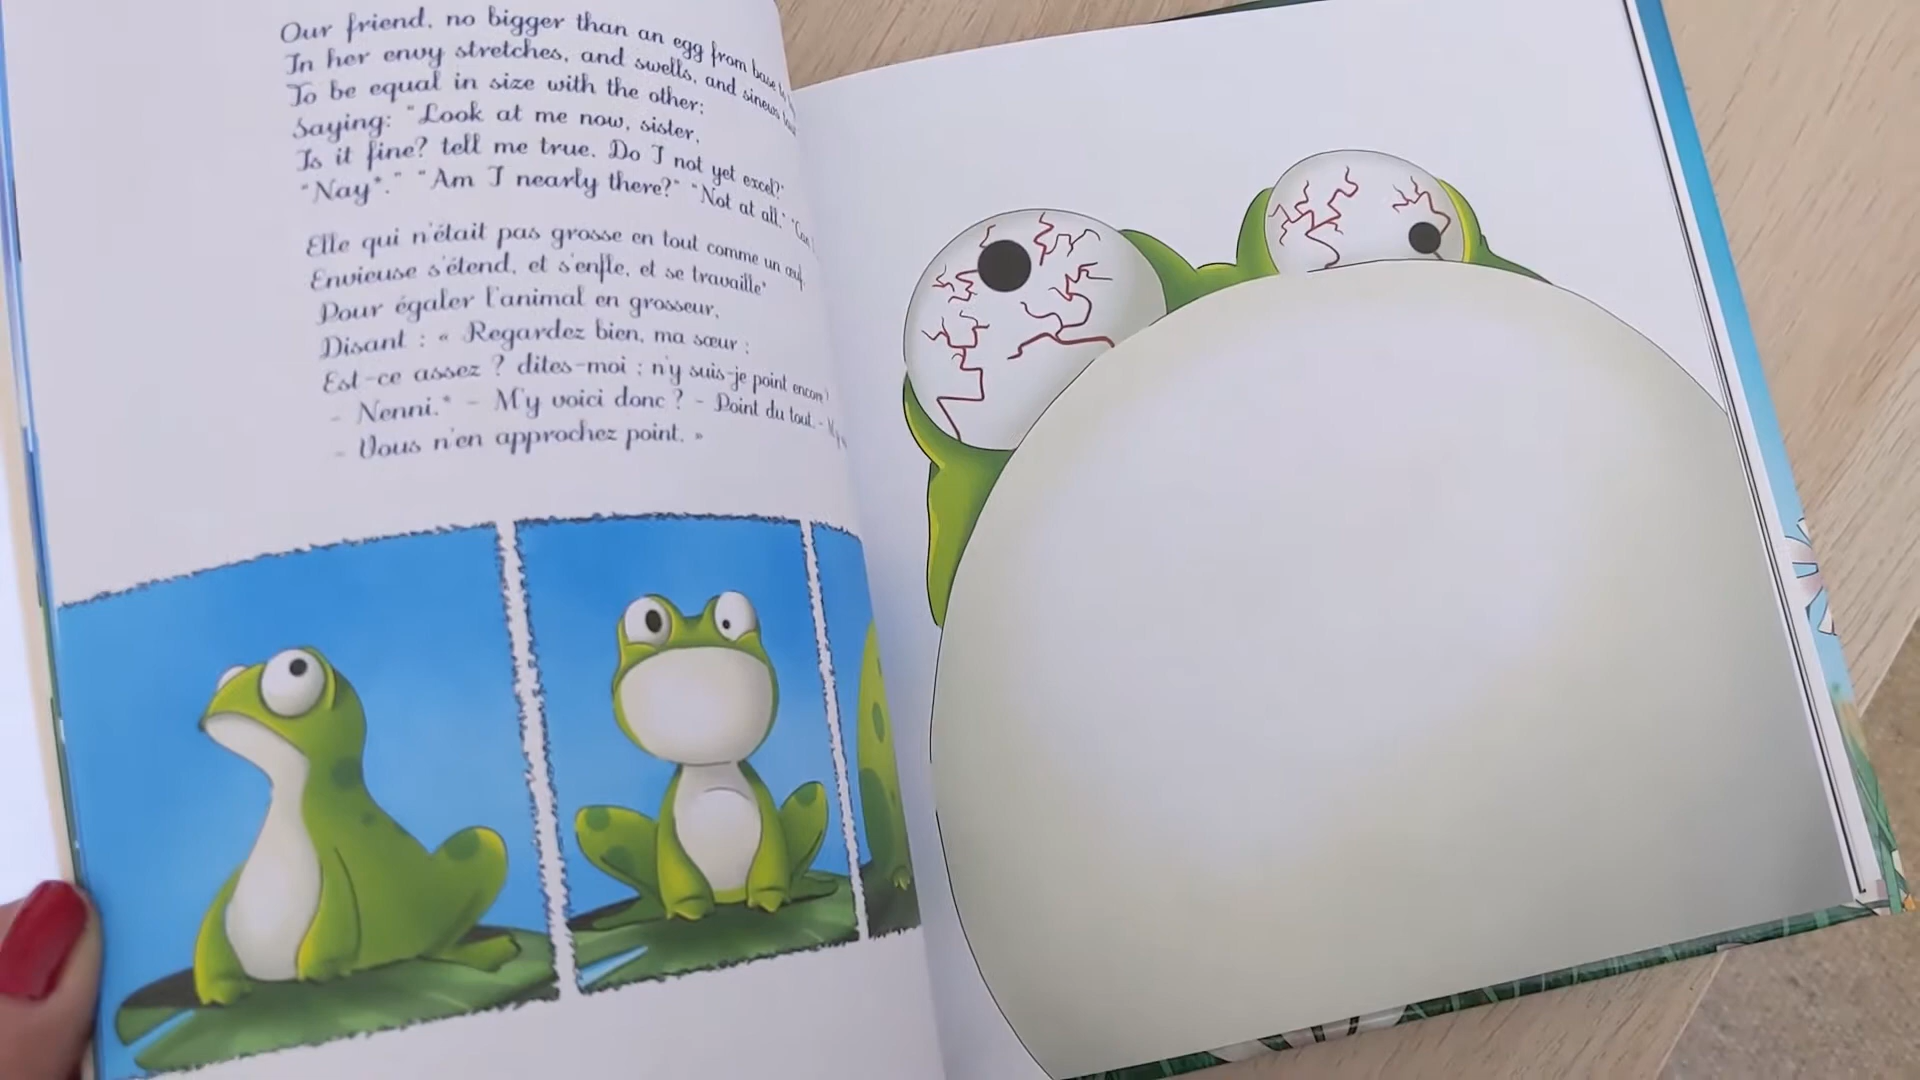 Our friend, no bigger than an egg from base to
In her envy stretches, and swells, and sinews
To be equal in size with the other;
Saying: "Look at me now, sister,
Is it fine? tell me true. Do I not yet excel?"
"Nay*." "Am I nearly there?" "Not at all." "Can
Elle qui n'était pas grosse en tout comme un œuf,
Envieuse s'étend, et s'enfle, et se travaille*
Pour égaler l'animal en grosseur,
Disant : « Regardez bien, ma sœur ;
Est-ce assez ? dites-moi ; n'y suis-je point encore ?
- Nenni.* - M'y voici donc ? - Point du tout. - M'y
- Vous n'en approchez point. »